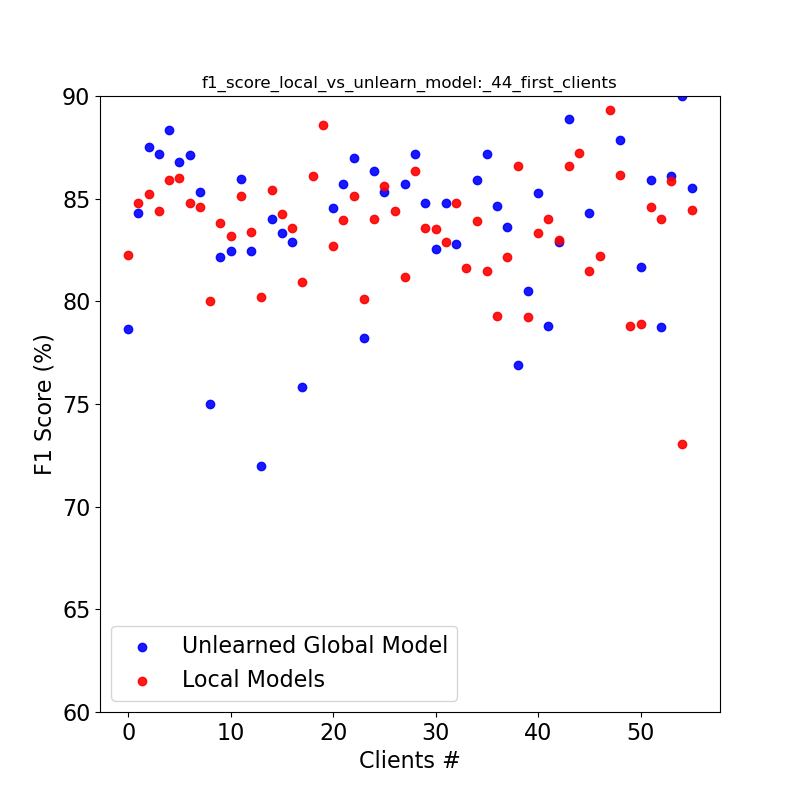 f1_score_local_vs_unlearn_model:_44_first_clients
90
85
80
75
70
65
60
F1 Score (%)
Unlearned Global Model
Local Models
0 10 20 30 40 50
Clients #